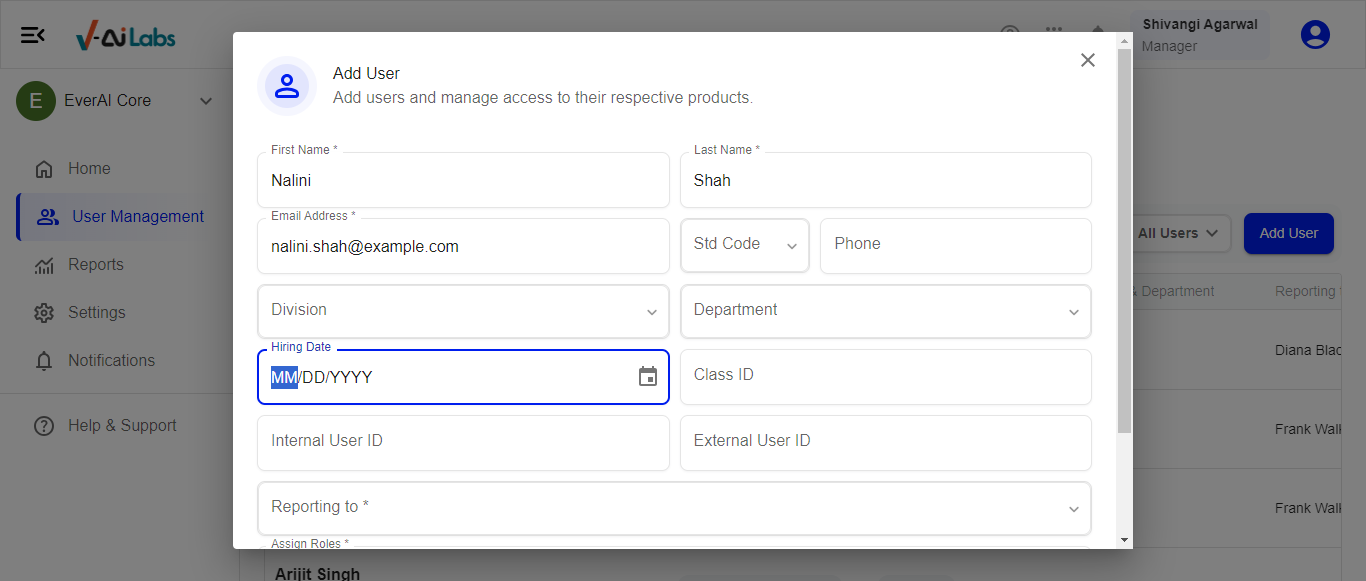 V-Ai Labs
Shivangi Agarwal
Manager
E
EverAI Core
Home
User Management
Reports
Settings
Notifications
Help & Support
Add User
Add users and manage access to their respective products.
First Name *
Nalini
Last Name *
Shah
Email Address *
nalini.shah@example.com
Std Code
Phone
Division
Department
Hiring Date
MM/DD/YYYY
Class ID
Internal User ID
External User ID
Reporting to *
Assign Roles *
All Users
Add User
& Department
Reporting
Diana Blac
Frank Walk
Frank Walk
Arijit Singh